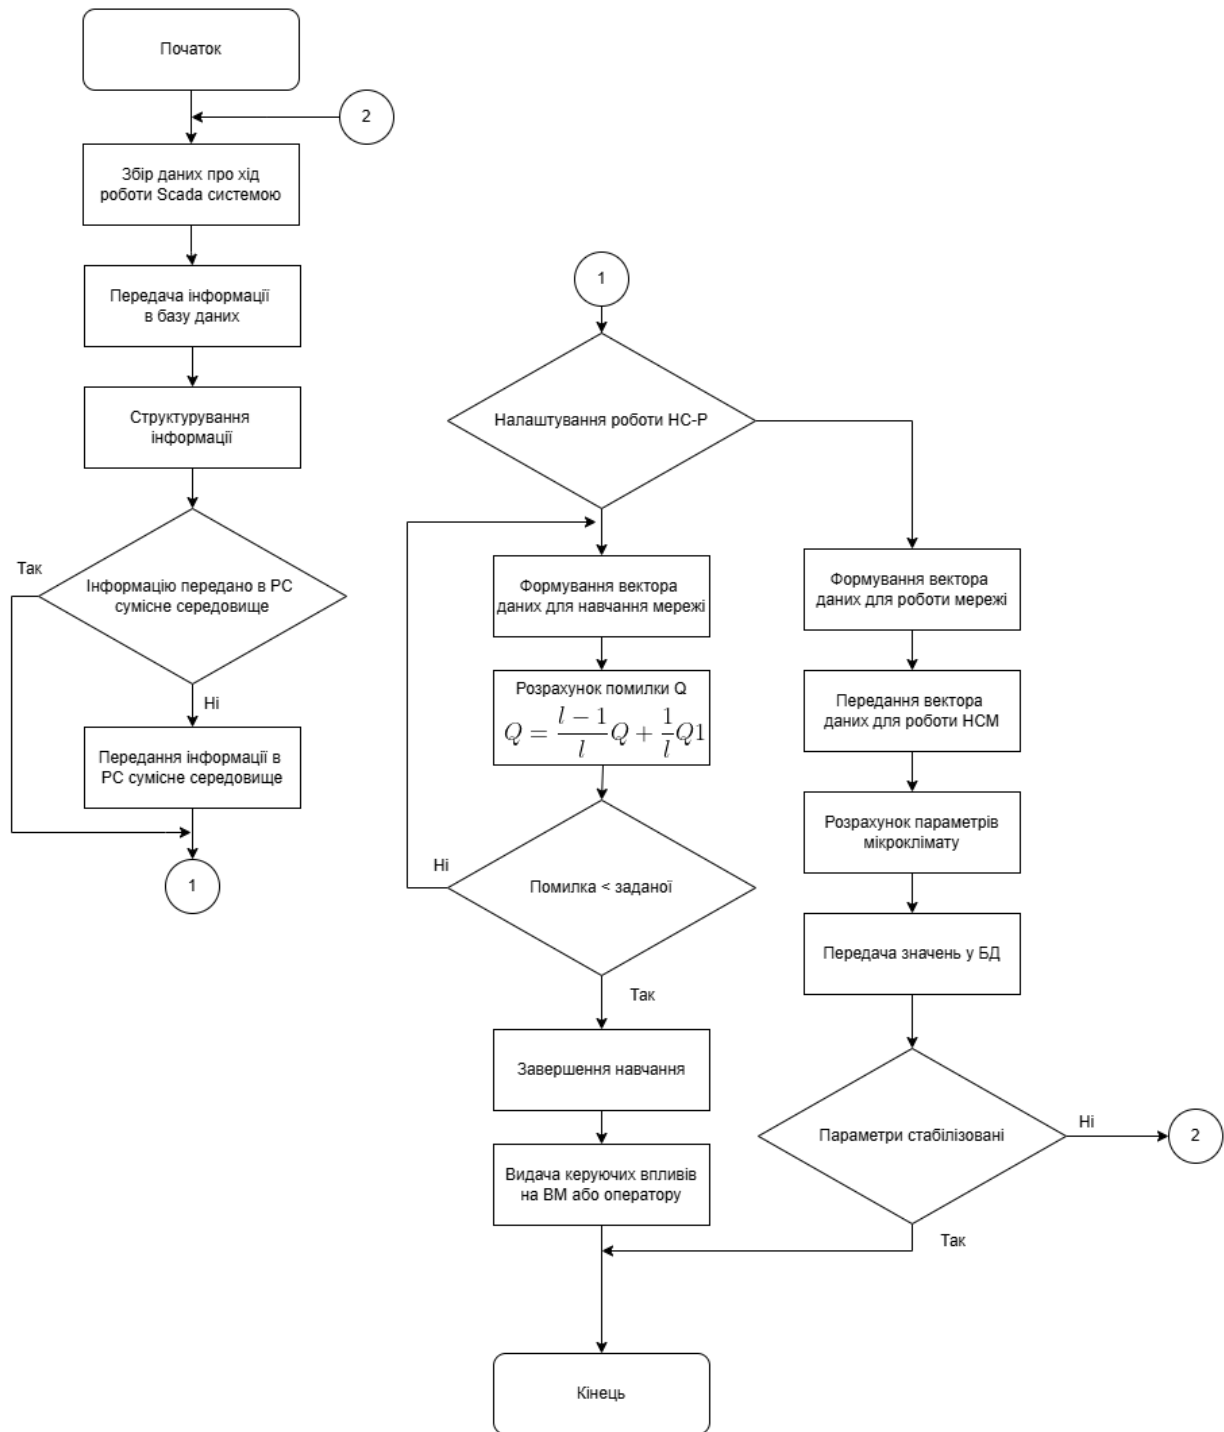 Початок
2
Збір даних про хід
роботи Scada системою
Передача інформації
в базу даних
Структурування
інформації
Так
Інформацію передано в РС
сумісне середовище
Ні
Передання інформації в
РС сумісне середовище
1
1
Налаштування роботи НС-Р
Формування вектора
даних для навчання мережі
Розрахунок помилки Q
Q = \frac{l-1}{l}Q + \frac{1}{l}Q1
Ні
Помилка < заданої
Так
Завершення навчання
Видача керуючих впливів
на ВМ або оператору
Формування вектора
даних для роботи мережі
Передання вектора
даних для роботи НСМ
Розрахунок параметрів
мікроклімату
Передача значень у БД
Параметри стабілізовані
Ні
2
Так
Кінець